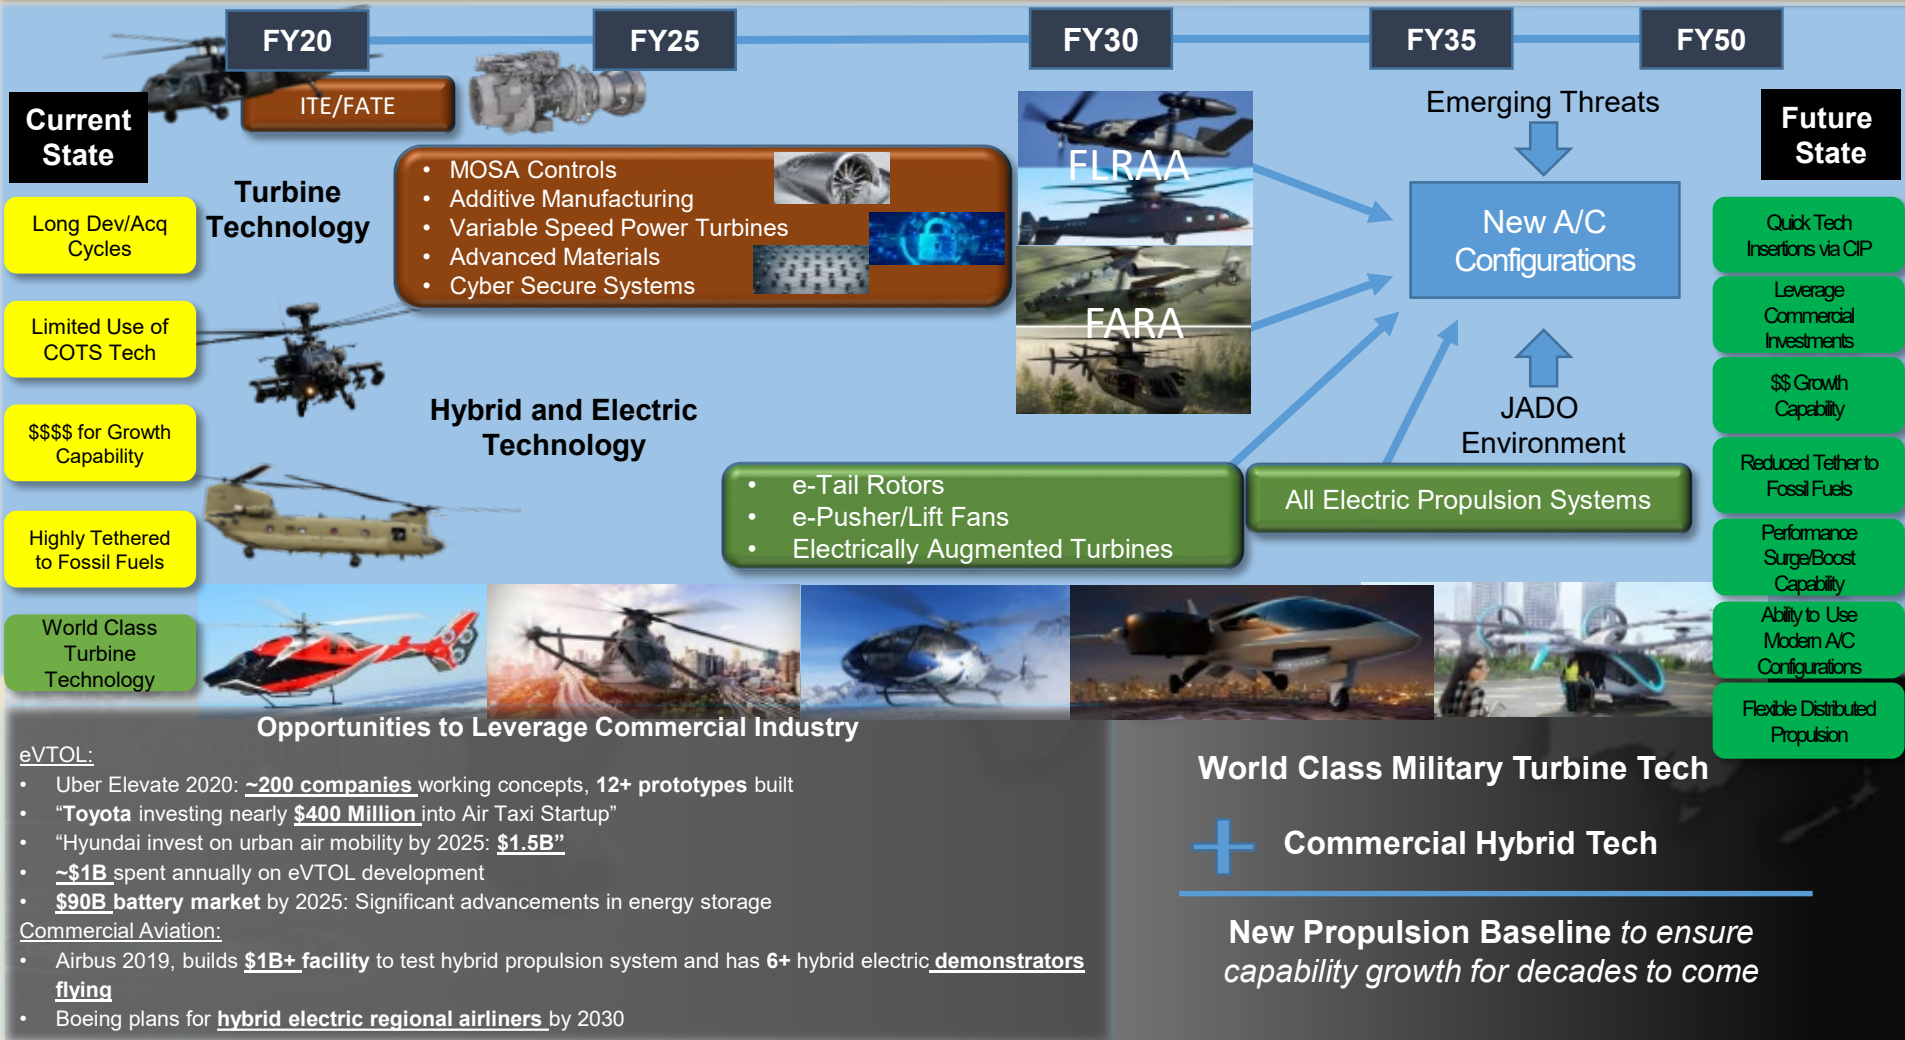 FY20
FY25
FY30
FY35
FY50
Current
State
ITE/FATE
Turbine
Technology
• MOSA Controls
• Additive Manufacturing
• Variable Speed Power Turbines
• Advanced Materials
• Cyber Secure Systems
FLRAA
FARA
Emerging Threats
New A/C
Configurations
JADO
Environment
Future
State
Long Dev/Acq
Cycles
Limited Use of
COTS Tech
$$$$ for Growth
Capability
Highly Tethered
to Fossil Fuels
World Class
Turbine
Technology
Hybrid and Electric
Technology
• e-Tail Rotors
• e-Pusher/Lift Fans
• Electrically Augmented Turbines
All Electric Propulsion Systems
Quick Tech
Insertions via CIP
Leverage
Commercial
Investments
$$ Growth
Capability
Reduced Tether to
Fossil Fuels
Performance
Surge/Boost
Capability
Ability to Use
Modern A/C
Configurations
Flexible Distributed
Propulsion
Opportunities to Leverage Commercial Industry
eVTOL:
• Uber Elevate 2020: ~200 companies working concepts, 12+ prototypes built
• “Toyota investing nearly $400 Million into Air Taxi Startup”
• “Hyundai invest on urban air mobility by 2025: $1.5B”
• ~$1B spent annually on eVTOL development
• $90B battery market by 2025: Significant advancements in energy storage
Commercial Aviation:
• Airbus 2019, builds $1B+ facility to test hybrid propulsion system and has 6+ hybrid electric demonstrators
flying
• Boeing plans for hybrid electric regional airliners by 2030
World Class Military Turbine Tech
+ Commercial Hybrid Tech
New Propulsion Baseline to ensure
capability growth for decades to come